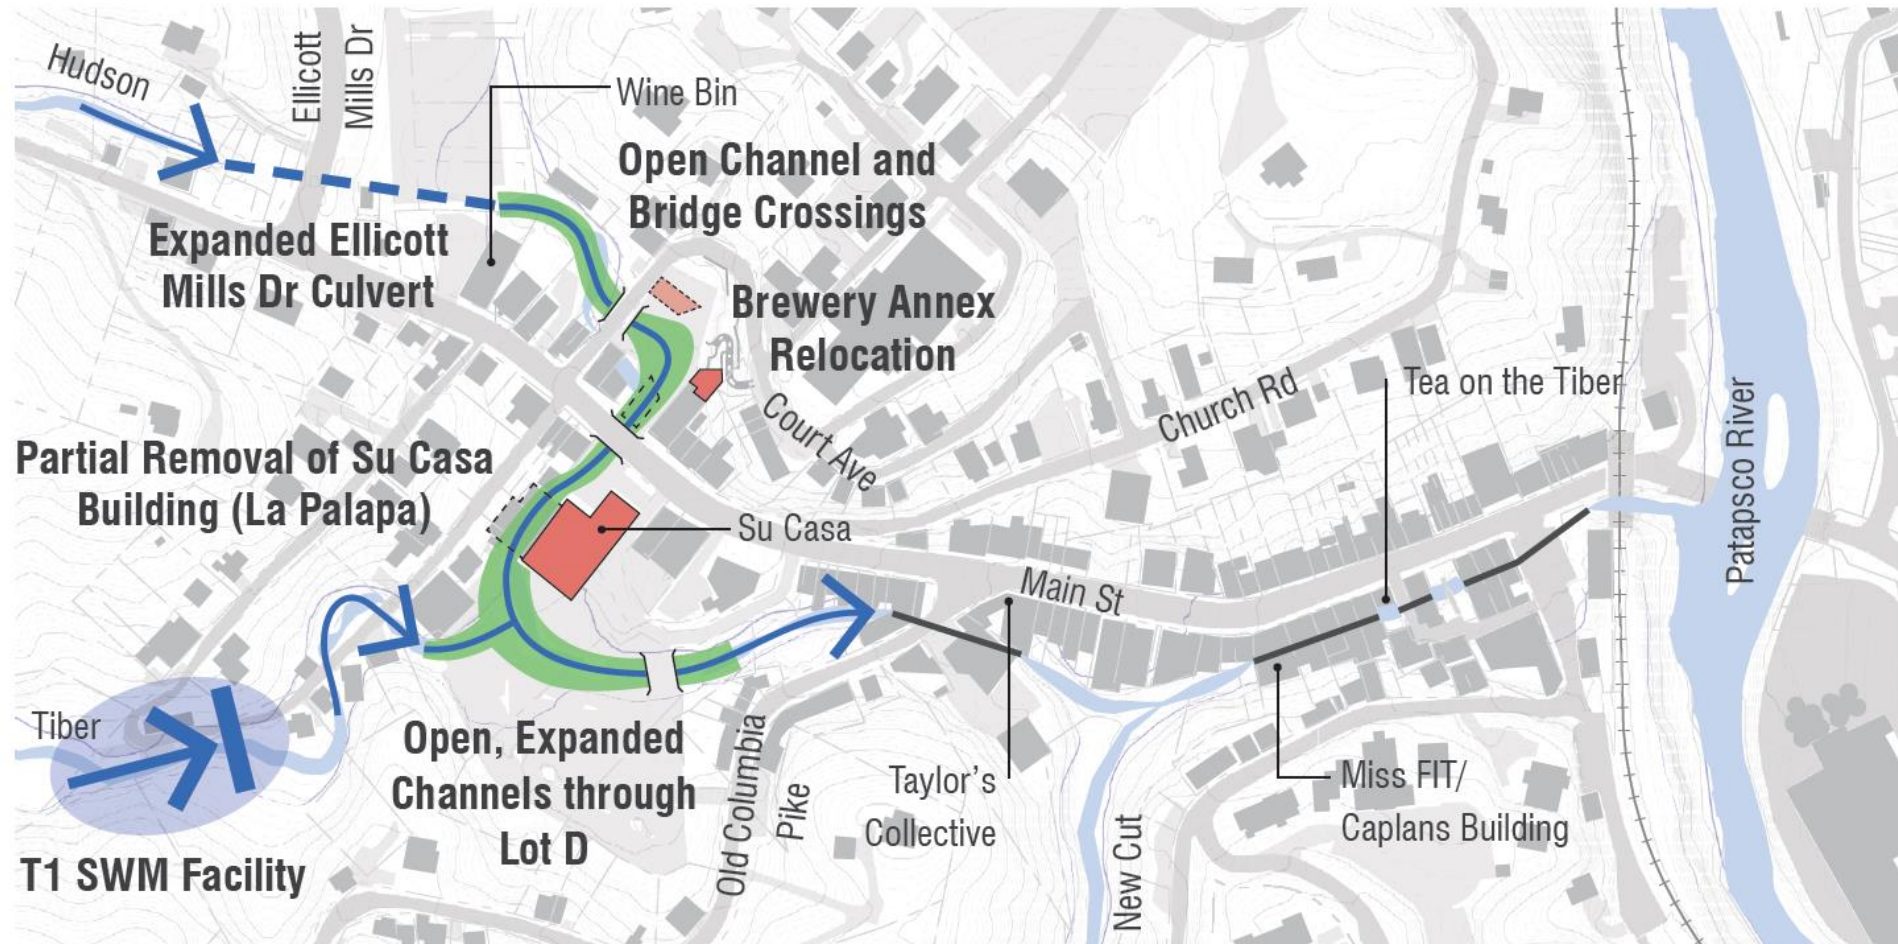 Hudson
Ellicott
Mills Dr
Wine Bin
Open Channel and
Bridge Crossings
Expanded Ellicott
Mills Dr Culvert
Brewery Annex
Relocation
Court Ave
Church Rd
Tea on the Tiber
Patapsco River
Partial Removal of Su Casa
Building (La Palapa)
Su Casa
Main St
Tiber
T1 SWM Facility
Open, Expanded
Channels through
Lot D
Old Columbia
Pike
Taylor's
Collective
New Cut
Miss FIT/
Caplans Building